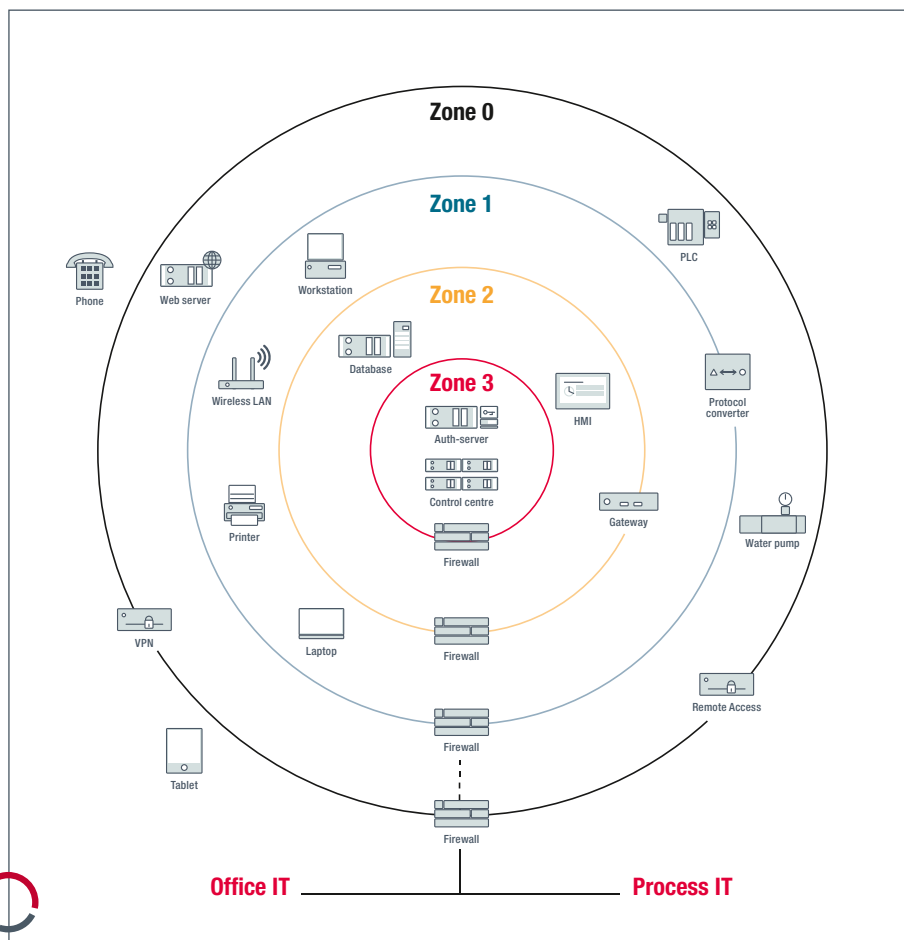 Zone 0
Zone 1
PLC
Phone
Web server
Workstation
Zone 2
Database
Zone 3
Wireless LAN
Protocol
converter
HMI
Auth-server
Control centre
Gateway
Printer
Water pump
Firewall
VPN
Laptop
Firewall
Remote Access
Firewall
Tablet
Firewall
Office IT
Process IT